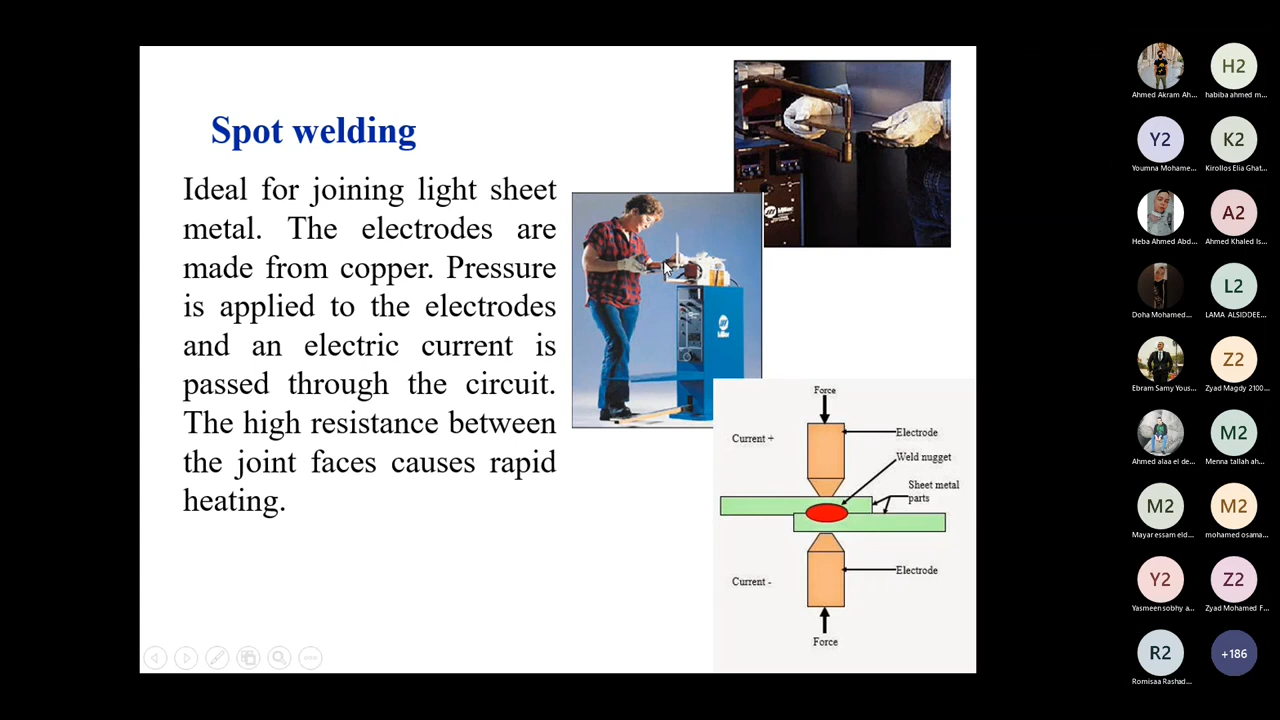 Spot welding
Ideal for joining light sheet
metal. The electrodes are
made from copper. Pressure
is applied to the electrodes
and an electric current is
passed through the circuit.
The high resistance between
the joint faces causes rapid
heating.
Miller
Miller
Force
Current +
Electrode
Weld nugget
Sheet metal
parts
Electrode
Current -
Force
Ahmed Akram Ah...
H2
habiba ahmed m...
Y2
Youmna Mohame...
K2
Kirollos Elia Ghat...
Heba Ahmed Abd...
A2
Ahmed Khaled Is...
Doha Mohamed...
L2
LAMA ALSIDDEE...
Ebram Samy Yous...
Z2
Zyad Magdy 2100...
Ahmed alaa el de...
M2
Menna tallah ah...
M2
Mayar essam eld...
M2
mohamed osama...
Y2
Yasmeen sobhy a...
Z2
Zyad Mohamed F...
R2
Romisaa Rashad...
+186